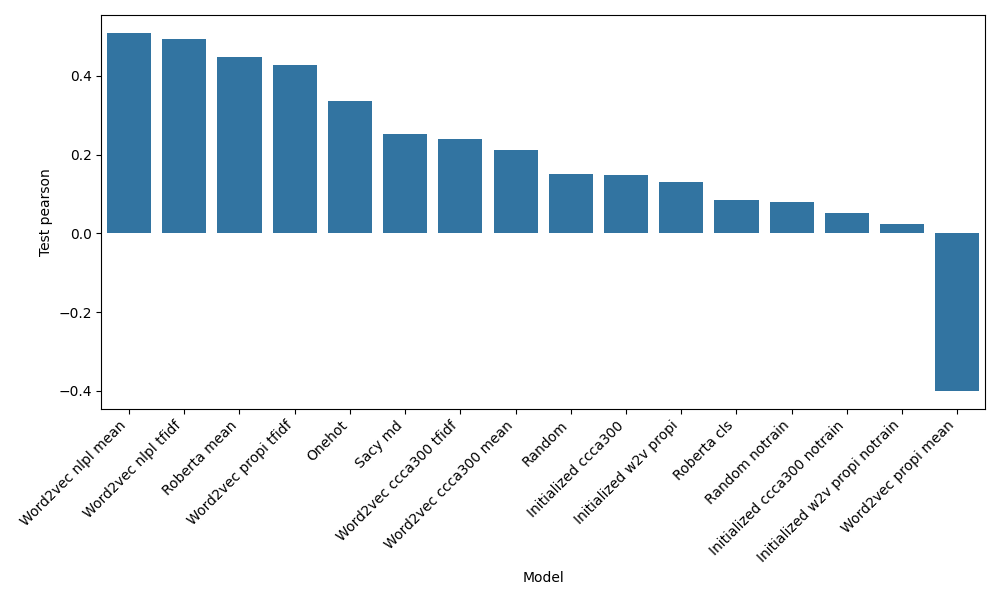 Test pearson
0.4
0.2
0.0
−0.2
−0.4
Word2vec nlpl mean
Word2vec nlpl tfidf
Roberta mean
Word2vec propi tfidf
Onehot
Sacy md
Word2vec ccca300 tfidf
Word2vec ccca300 mean
Random
Initialized ccca300
Initialized w2v propi
Roberta cls
Random notrain
Initialized ccca300 notrain
Initialized w2v propi notrain
Word2vec propi mean
Model